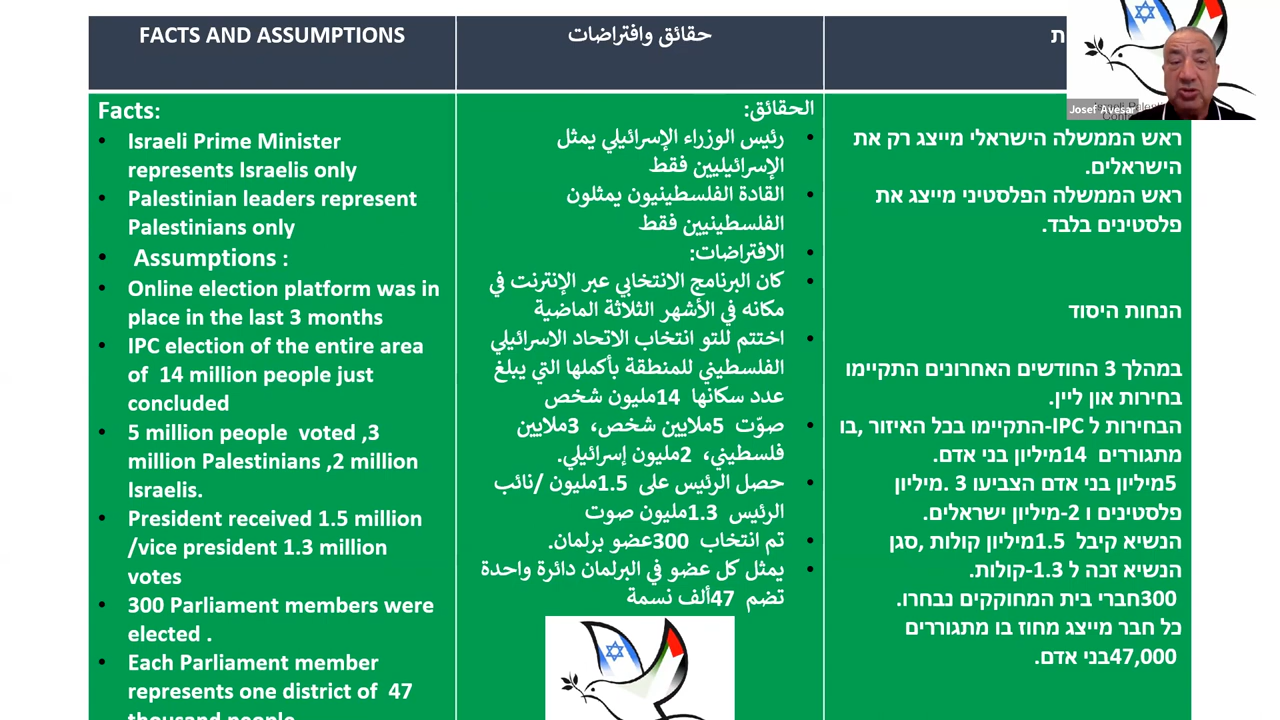 FACTS AND ASSUMPTIONS
Facts:
• Israeli Prime Minister
represents Israelis only
• Palestinian leaders represent
Palestinians only
• Assumptions :
• Online election platform was in
place in the last 3 months
• IPC election of the entire area
of 14 million people just
concluded
• 5 million people voted ,3
million Palestinians ,2 million
Israelis.
• President received 1.5 million
/vice president 1.3 million
votes
• 300 Parliament members were
elected .
• Each Parliament member
represents one district of 47
thousand people
حقائق وافتراضات
الحقائق:
• رئيس الوزراء الإسرائيلي يمثل
الإسرائيليين فقط
• القادة الفلسطينيون يمثلون
الفلسطينيين فقط
• الافتراضات:
• كان البرنامج الانتخابي عبر الإنترنت في
مكانه في الأشهر الثلاثة الماضية
• اختتم للتو انتخاب الاتحاد الاسرائيلي
الفلسطيني للمنطقة بأكملها التي يبلغ
عدد سكانها 14مليون شخص
• صوّت 5ملايين شخص، 3ملايين
فلسطيني، 2مليون إسرائيلي.
• حصل الرئيس على 1.5مليون /نائب
الرئيس 1.3مليون صوت
• تم انتخاب 300عضو برلمان.
• يمثل كل عضو في البرلمان دائرة واحدة
تضم 47ألف نسمة
ראש הממשלה הישראלי מייצג רק את
הישראלים.
ראש הממשלה הפלסטיני מייצג את
פלסטינים בלבד.
הנחות היסוד
במהלך 3 החודשים האחרונים התקיימו
בחירות און ליין.
הבחירות ל IPC-התקיימו בכל האיזור ,בו
מתגוררים 14מיליון בני אדם.
5מיליון בני אדם הצביעו 3 .מיליון
פלסטינים ו 2-מיליון ישראלים.
הנשיא קיבל 1.5מיליון קולות ,סגן
הנשיא זכה ל 1.3-קולות.
300חברי בית המחוקקים נבחרו.
כל חבר מייצג מחוז בו מתגוררים
47,000בני אדם.
Josef Avesar